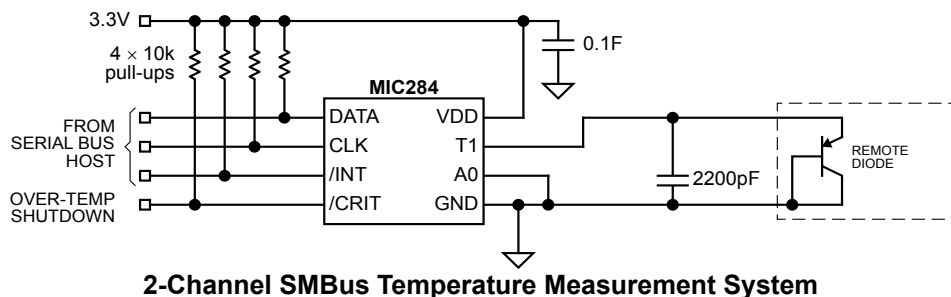 3.3V
4 × 10k
pull-ups
0.1F
MIC284
DATA
VDD
CLK
T1
/INT
A0
/CRIT
GND
FROM
SERIAL BUS
HOST
OVER-TEMP
SHUTDOWN
2200pF
REMOTE
DIODE
2-Channel SMBus Temperature Measurement System